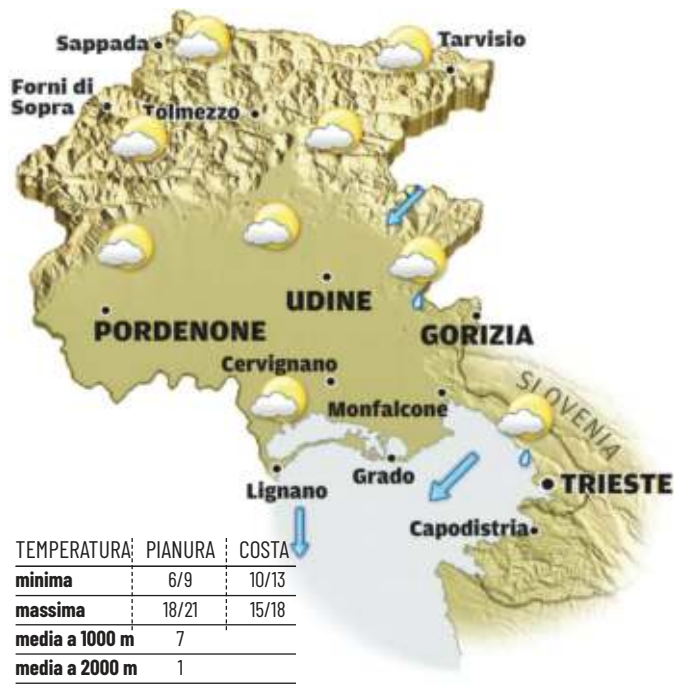 Sappada
Tarvisio
Forni di
Sopra
Tolmezzo
UDINE
PORDENONE
GORIZIA
Cervignano
SLOVENIA
Monfalcone
Grado
Lignano
TRIESTE
Capodistria
TEMPERATURA PIANURA COSTA
minima 6/9 10/13
massima 18/21 15/18
media a 1000 m 7
media a 2000 m 1